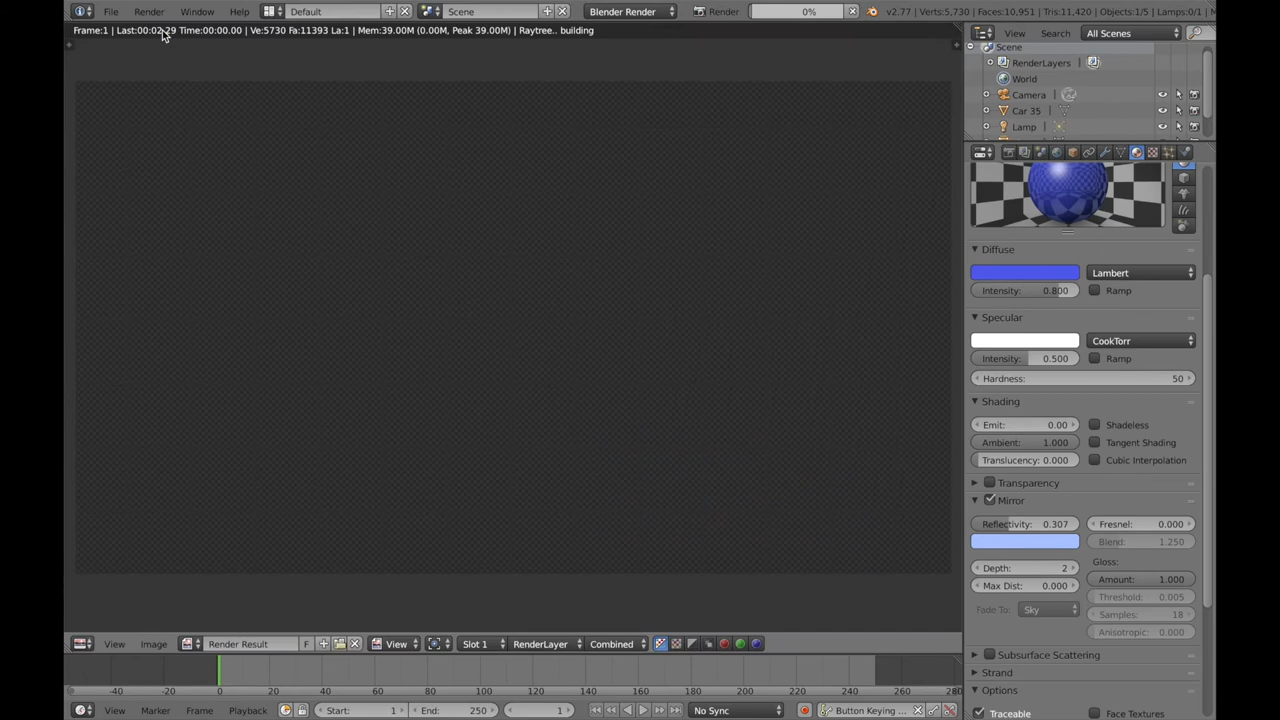 File Render Window Help Default Scene Blender Render Render 0% v2.77 | Verts:5,730 | Faces:10,951 | Tris:11,420 | Objects:1/5 | Lamps:0/1 |
Frame:1 | Last:00:02.29 Time:00:00.00 | Ve:5730 Fa:11393 La:1 | Mem:39.00M (0.00M, Peak 39.00M) | Raytree.. building
View Search All Scenes
Scene
RenderLayers
World
Camera
Car 35
Lamp
Diffuse
Lambert
Intensity: 0.800 Ramp
Specular
CookTorr
Intensity: 0.500 Ramp
Hardness: 50
Shading
Emit: 0.00 Shadeless
Ambient: 1.000 Tangent Shading
Translucency: 0.000 Cubic Interpolation
Transparency
Mirror
Reflectivity: 0.307 Fresnel: 0.000
Blend: 1.250
Gloss:
Depth: 2
Amount: 1.000
Max Dist: 0.000
Threshold: 0.005
Fade To: Sky
Samples: 18
Anisotropic: 0.000
Subsurface Scattering
Strand
Options
Traceable Face Textures
View Image Render Result F View Slot 1 RenderLayer Combined
-40 -20 0 20 40 60 80 100 120 140 160 180 200 220 240 260 280
View Marker Frame Playback Start: 1 End: 250 1 No Sync Button Keying ...